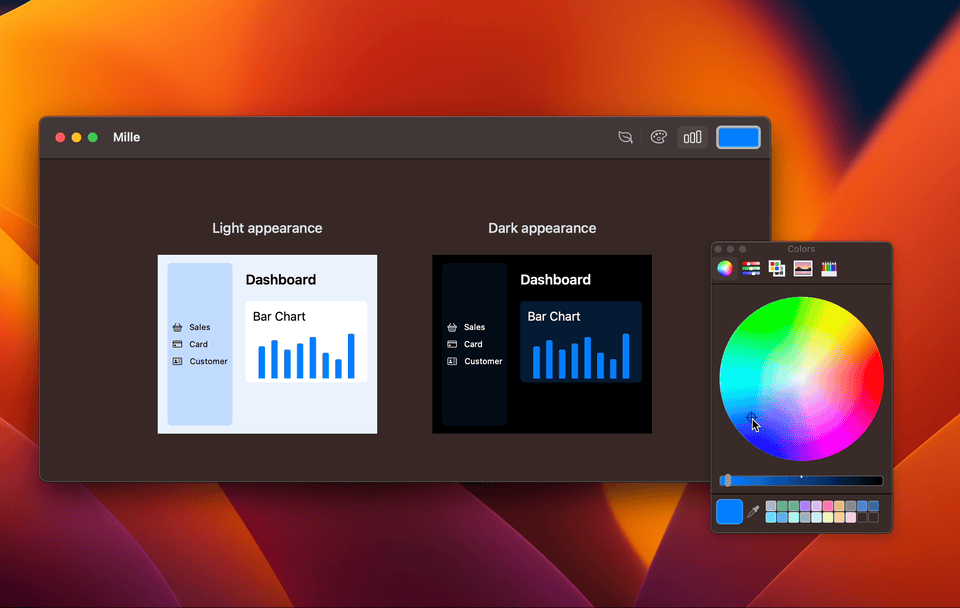 Mille
Light appearance
Dark appearance
Colors
Dashboard
Bar Chart
Sales
Card
Customer
Dashboard
Bar Chart
Sales
Card
Customer